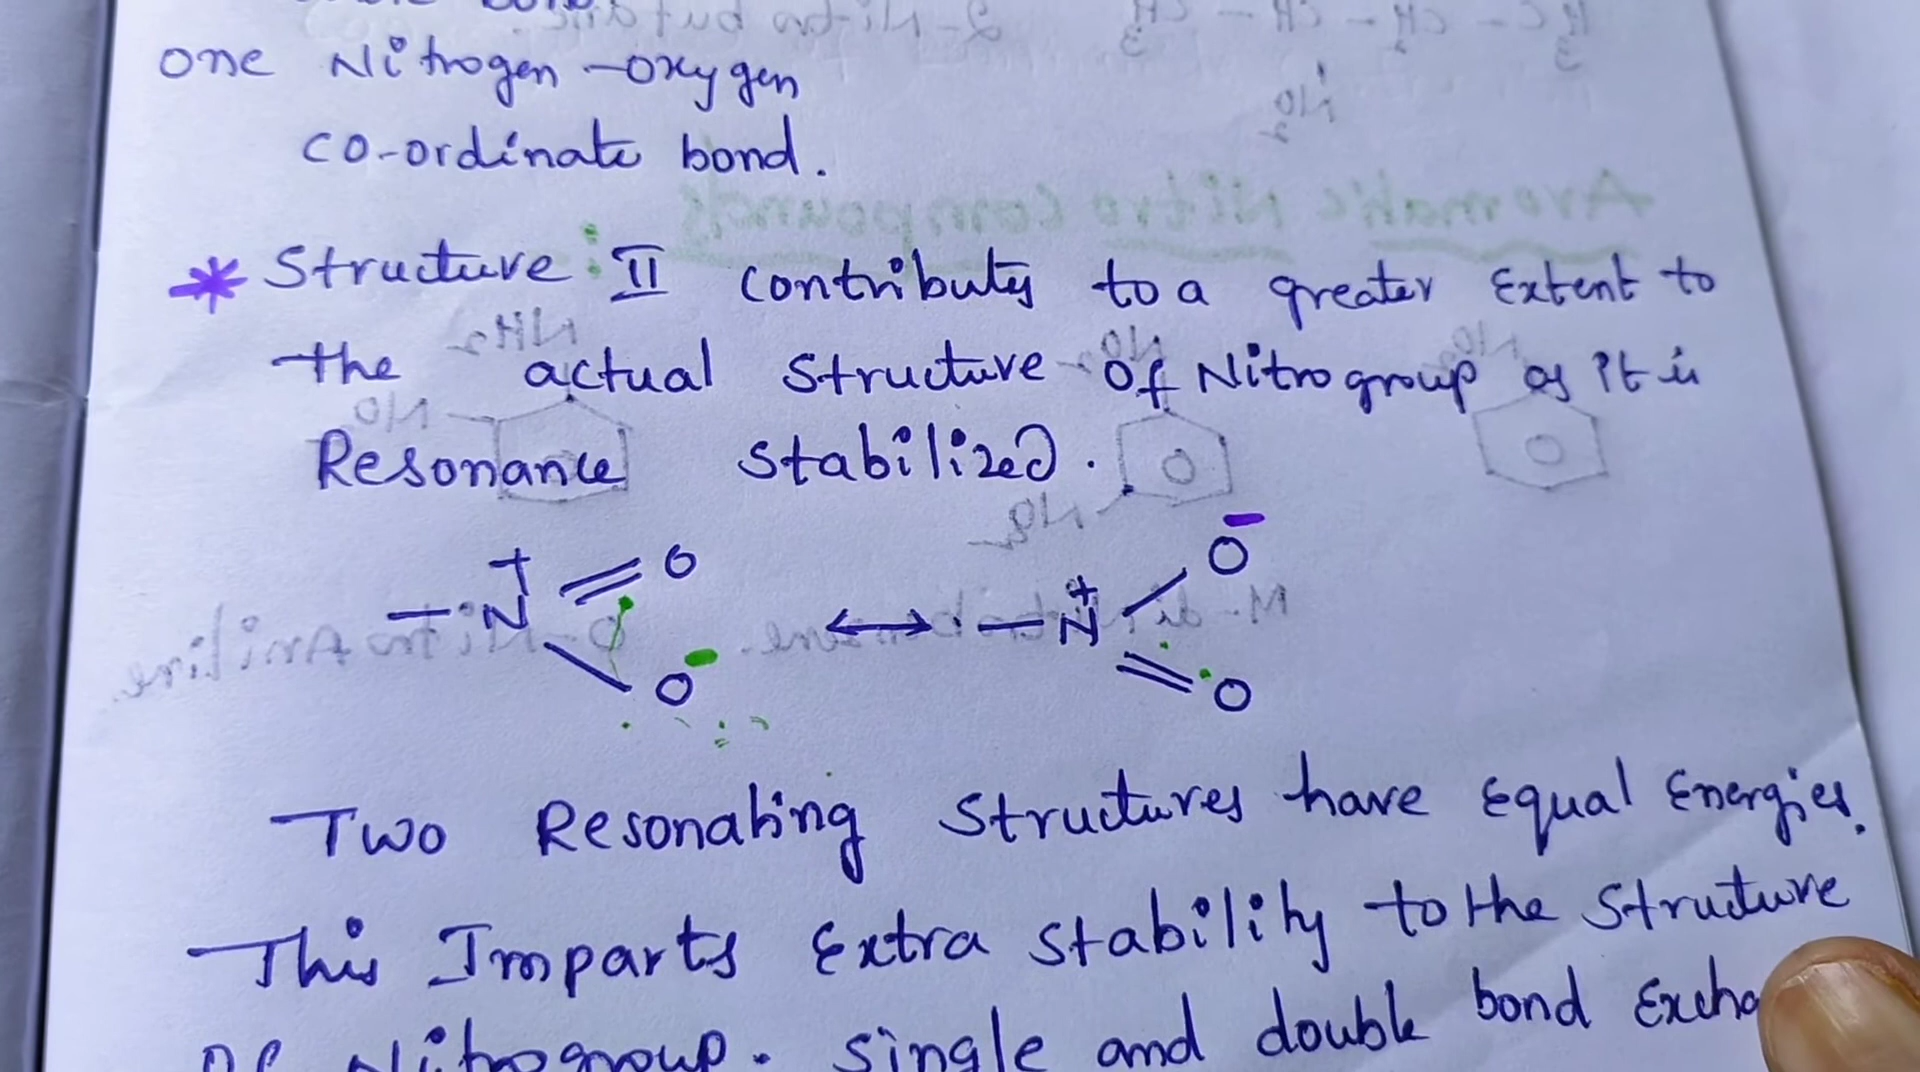 one Nitrogen - oxygen
co-ordinate bond.
* Structure : II contributes to a greater Extent to
the actual structure of Nitro group as it is
Resonance stabilized.
O O⁻
—N⁺ ⟷ —N⁺
O⁻ O
Two Resonating structures have Equal Energies.
This Imparts Extra stability to the structure
Of Nitrogroup. single and double bond